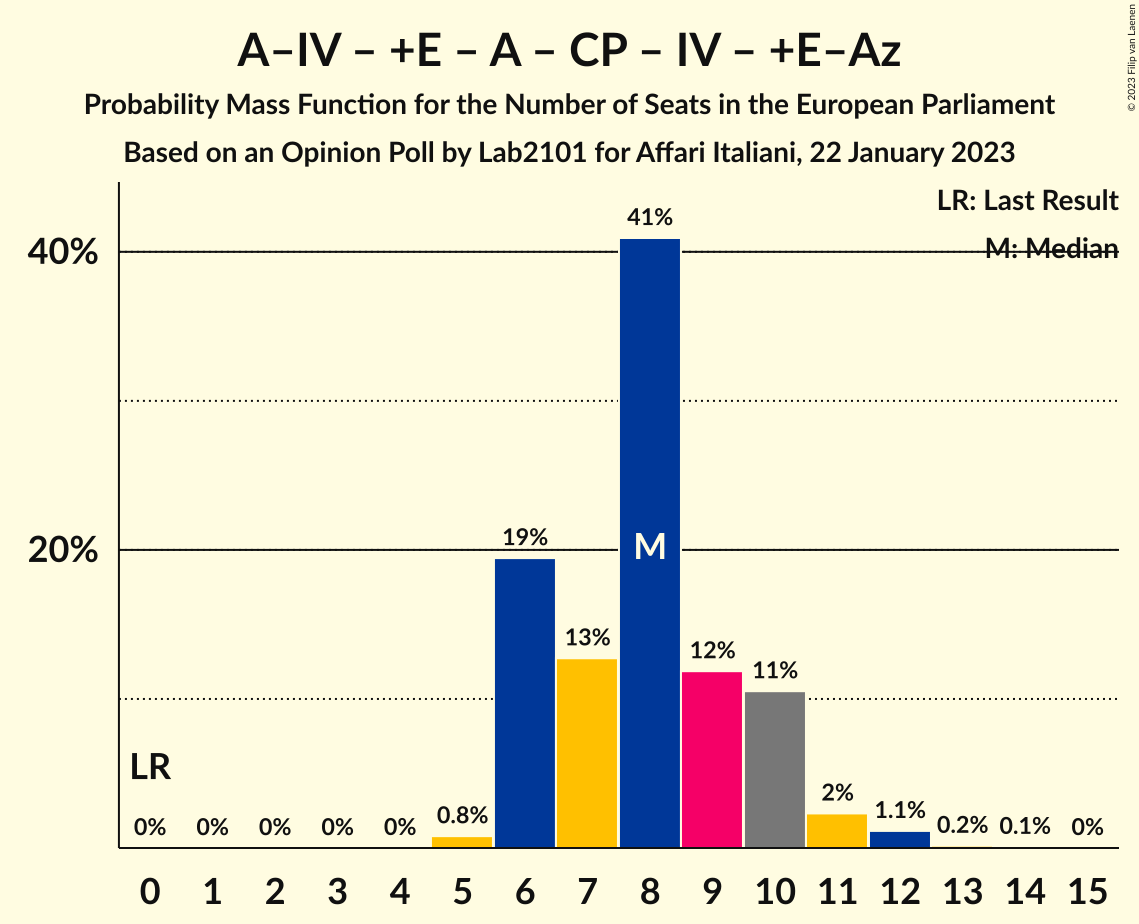 A–IV – +E – A – CP – IV – +E–Az
Probability Mass Function for the Number of Seats in the European Parliament
Based on an Opinion Poll by Lab2101 for Affari Italiani, 22 January 2023
© 2023 Filip van Laenen
LR: Last Result
M: Median
40%
20%
41%
19%
M
13%
12%
11%
LR
0% 0% 0% 0% 0% 0.8% 2% 1.1% 0.2% 0.1% 0%
0 1 2 3 4 5 6 7 8 9 10 11 12 13 14 15